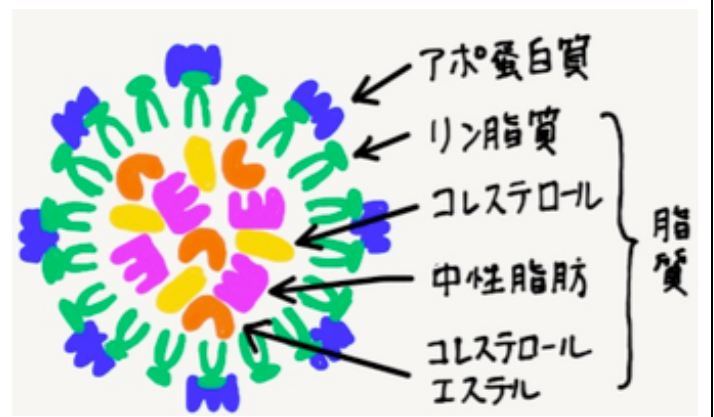 アポ蛋白質
リン脂質
コレステロール
中性脂肪
コレステロール
エステル
脂質